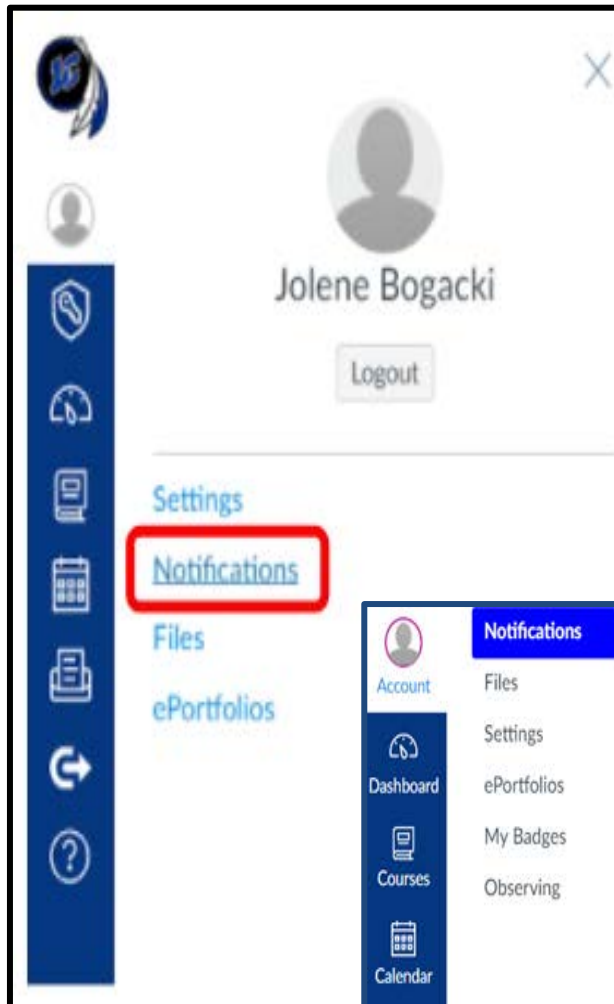 Jolene Bogacki
Logout
Settings
Notifications
Files
ePortfolios
Account
Dashboard
Courses
Calendar
Notifications
Files
Settings
ePortfolios
My Badges
Observing